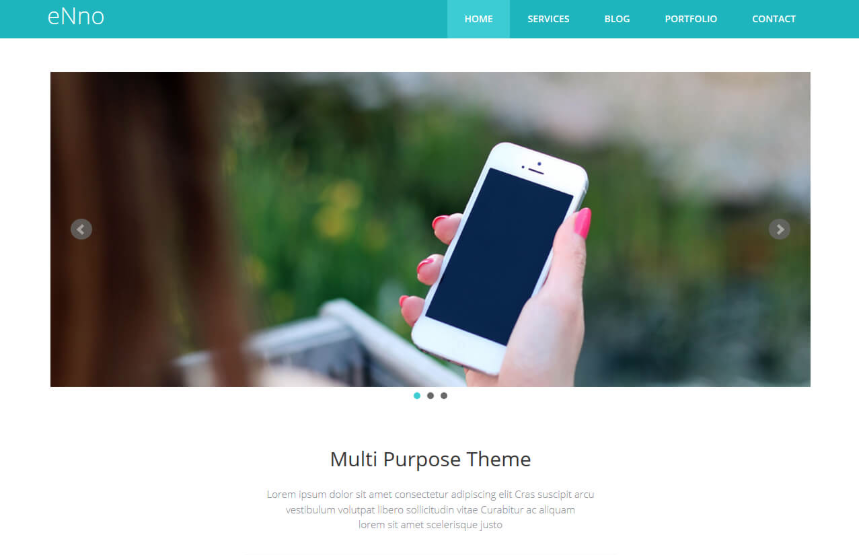 eNno
HOME SERVICES BLOG PORTFOLIO CONTACT
Multi Purpose Theme
Lorem ipsum dolor sit amet consectetur adipiscing elit Cras suscipit arcu
vestibulum volutpat libero sollicitudin vitae Curabitur ac aliquam
lorem sit amet scelerisque justo